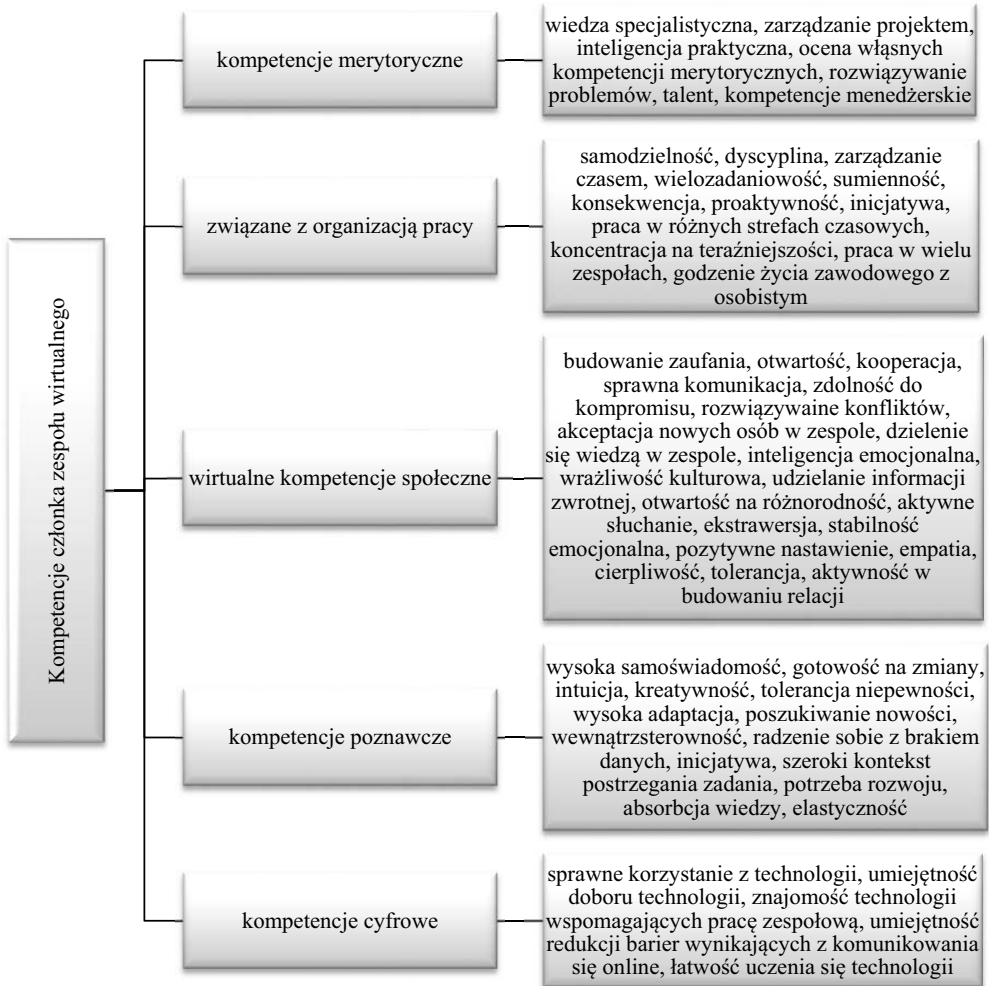 Kompetencje członka zespołu wirtualnego
kompetencje merytoryczne
wiedza specjalistyczna, zarządzanie projektem,
inteligencja praktyczna, ocena własnych
kompetencji merytorycznych, rozwiązywanie
problemów, talent, kompetencje menedżerskie
związane z organizacją pracy
samodzielność, dyscyplina, zarządzanie
czasem, wielozadaniowość, sumienność,
konsekwencja, proaktywność, inicjatywa,
praca w różnych strefach czasowych,
koncentracja na teraźniejszości, praca w wielu
zespołach, godzenie życia zawodowego z
osobistym
wirtualne kompetencje społeczne
budowanie zaufania, otwartość, kooperacja,
sprawna komunikacja, zdolność do
kompromisu, rozwiązywaine konfliktów,
akceptacja nowych osób w zespole, dzielenie
się wiedzą w zespole, inteligencja emocjonalna,
wrażliwość kulturowa, udzielanie informacji
zwrotnej, otwartość na różnorodność, aktywne
słuchanie, ekstrawersja, stabilność
emocjonalna, pozytywne nastawienie, empatia,
cierpliwość, tolerancja, aktywność w
budowaniu relacji
kompetencje poznawcze
wysoka samoświadomość, gotowość na zmiany,
intuicja, kreatywność, tolerancja niepewności,
wysoka adaptacja, poszukiwanie nowości,
wewnątrzsterowność, radzenie sobie z brakiem
danych, inicjatywa, szeroki kontekst
postrzegania zadania, potrzeba rozwoju,
absorbcja wiedzy, elastyczność
kompetencje cyfrowe
sprawne korzystanie z technologii, umiejętność
doboru technologii, znajomość technologii
wspomagających pracę zespołową, umiejętność
redukcji barier wynikających z komunikowania
się online, łatwość uczenia się technologii